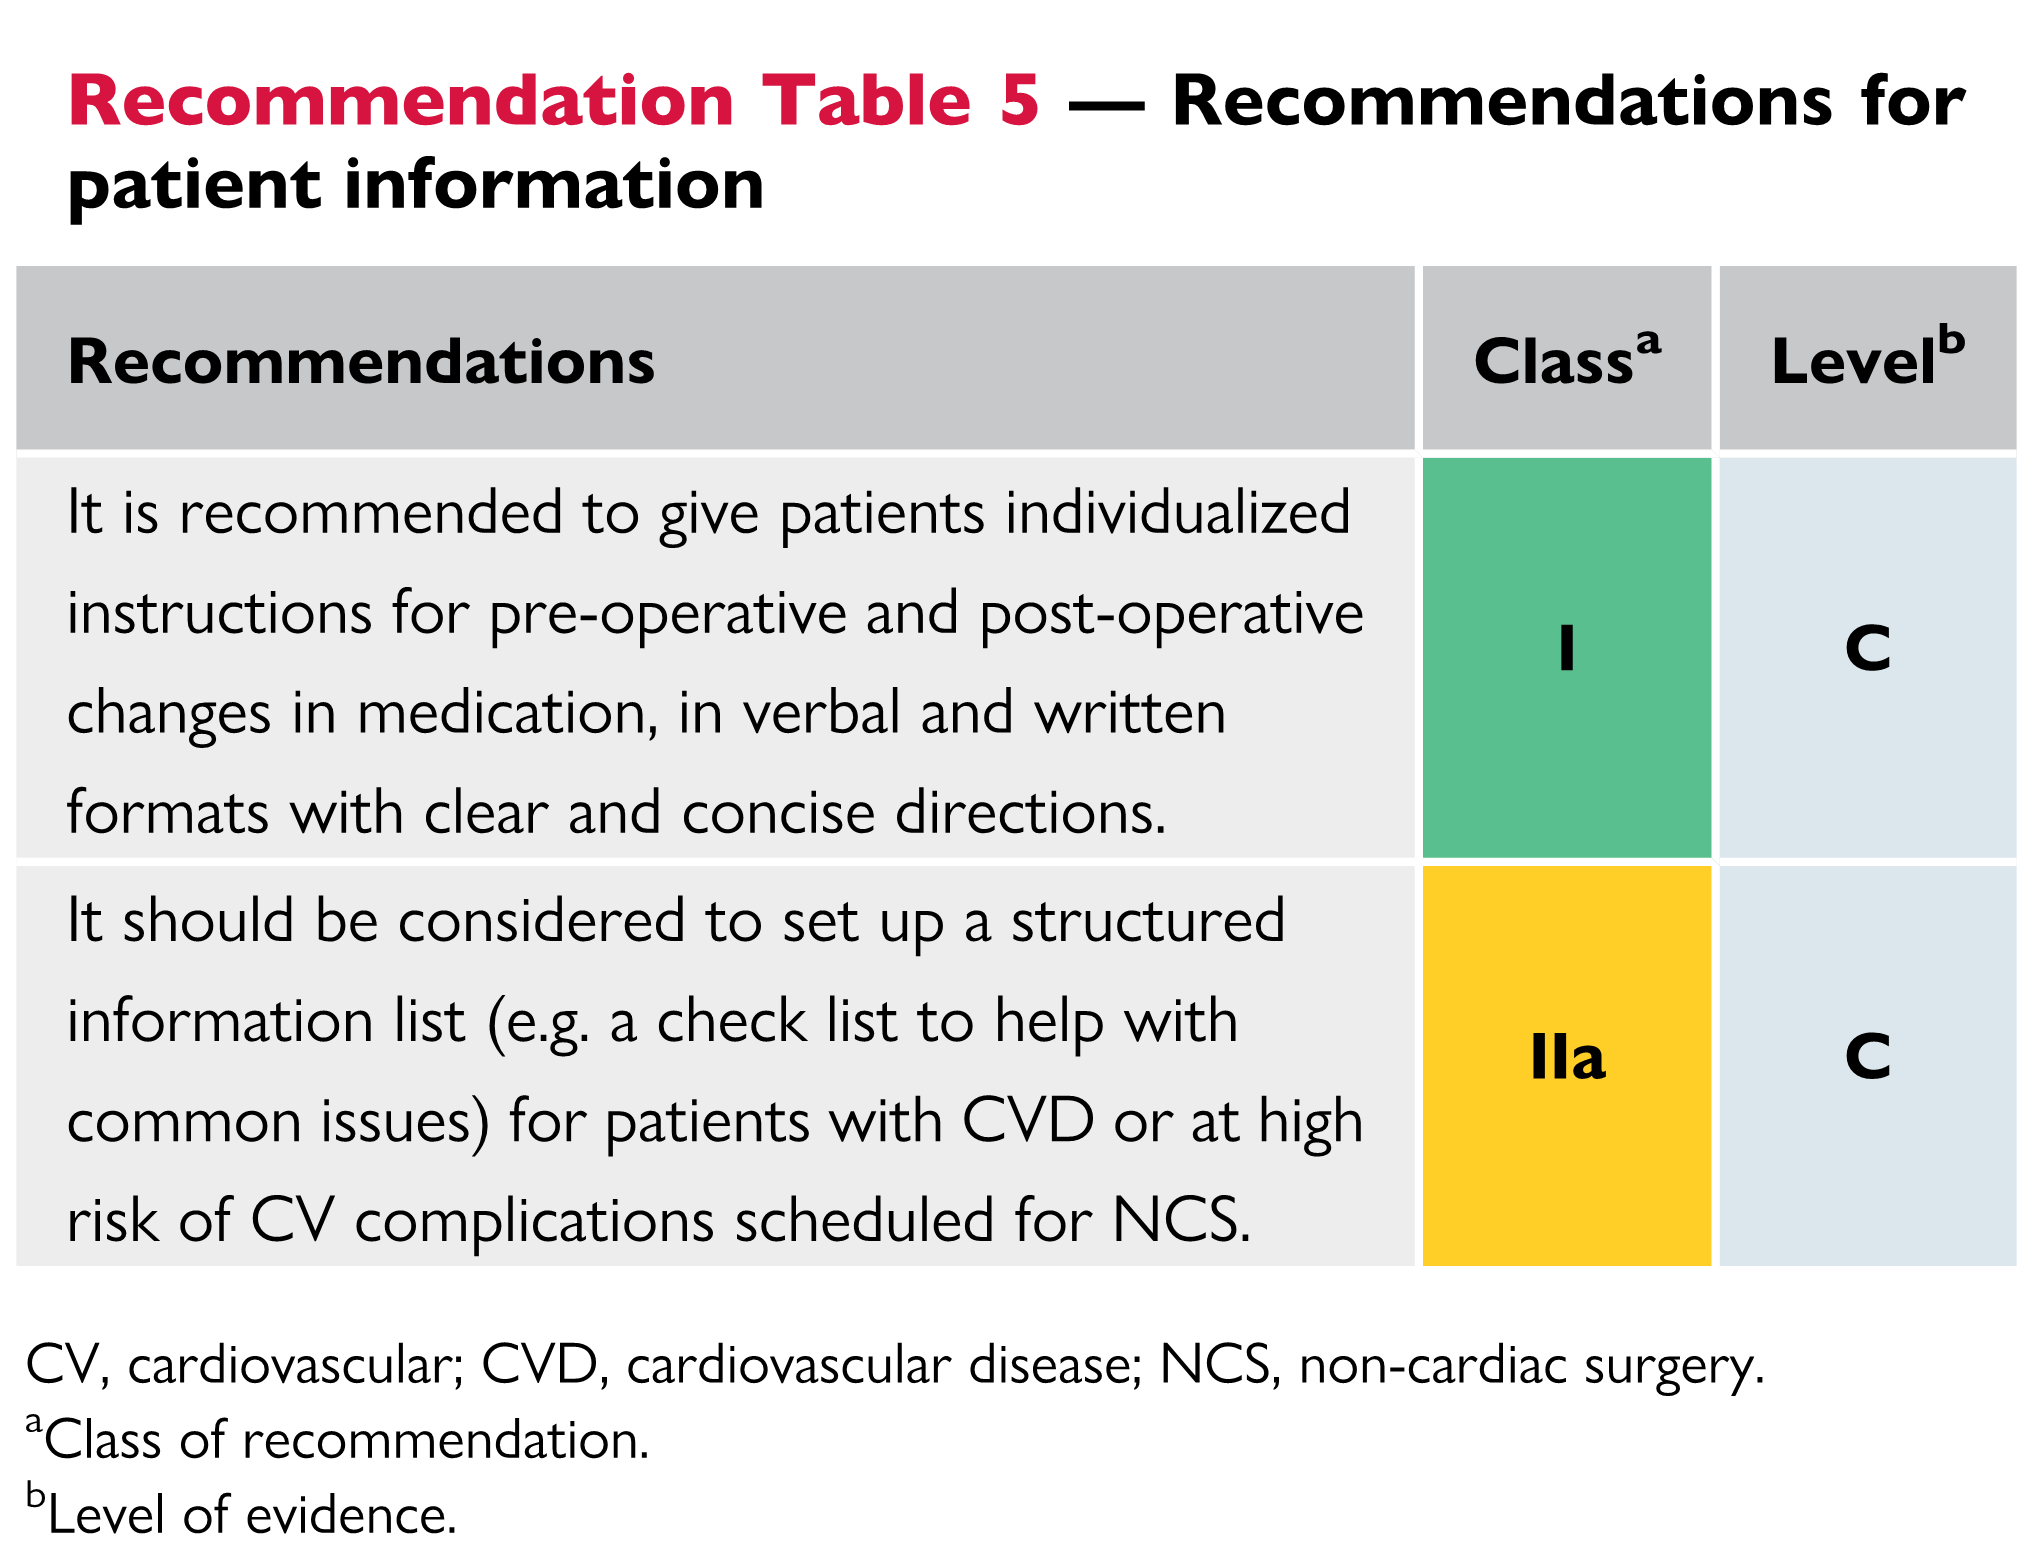 Recommendation Table 5 — Recommendations for
patient information
Recommendations Classᵃ Levelᵇ
It is recommended to give patients individualized
instructions for pre-operative and post-operative
changes in medication, in verbal and written
formats with clear and concise directions.
I C
It should be considered to set up a structured
information list (e.g. a check list to help with
common issues) for patients with CVD or at high
risk of CV complications scheduled for NCS.
IIa C
CV, cardiovascular; CVD, cardiovascular disease; NCS, non-cardiac surgery.
ᵃClass of recommendation.
ᵇLevel of evidence.